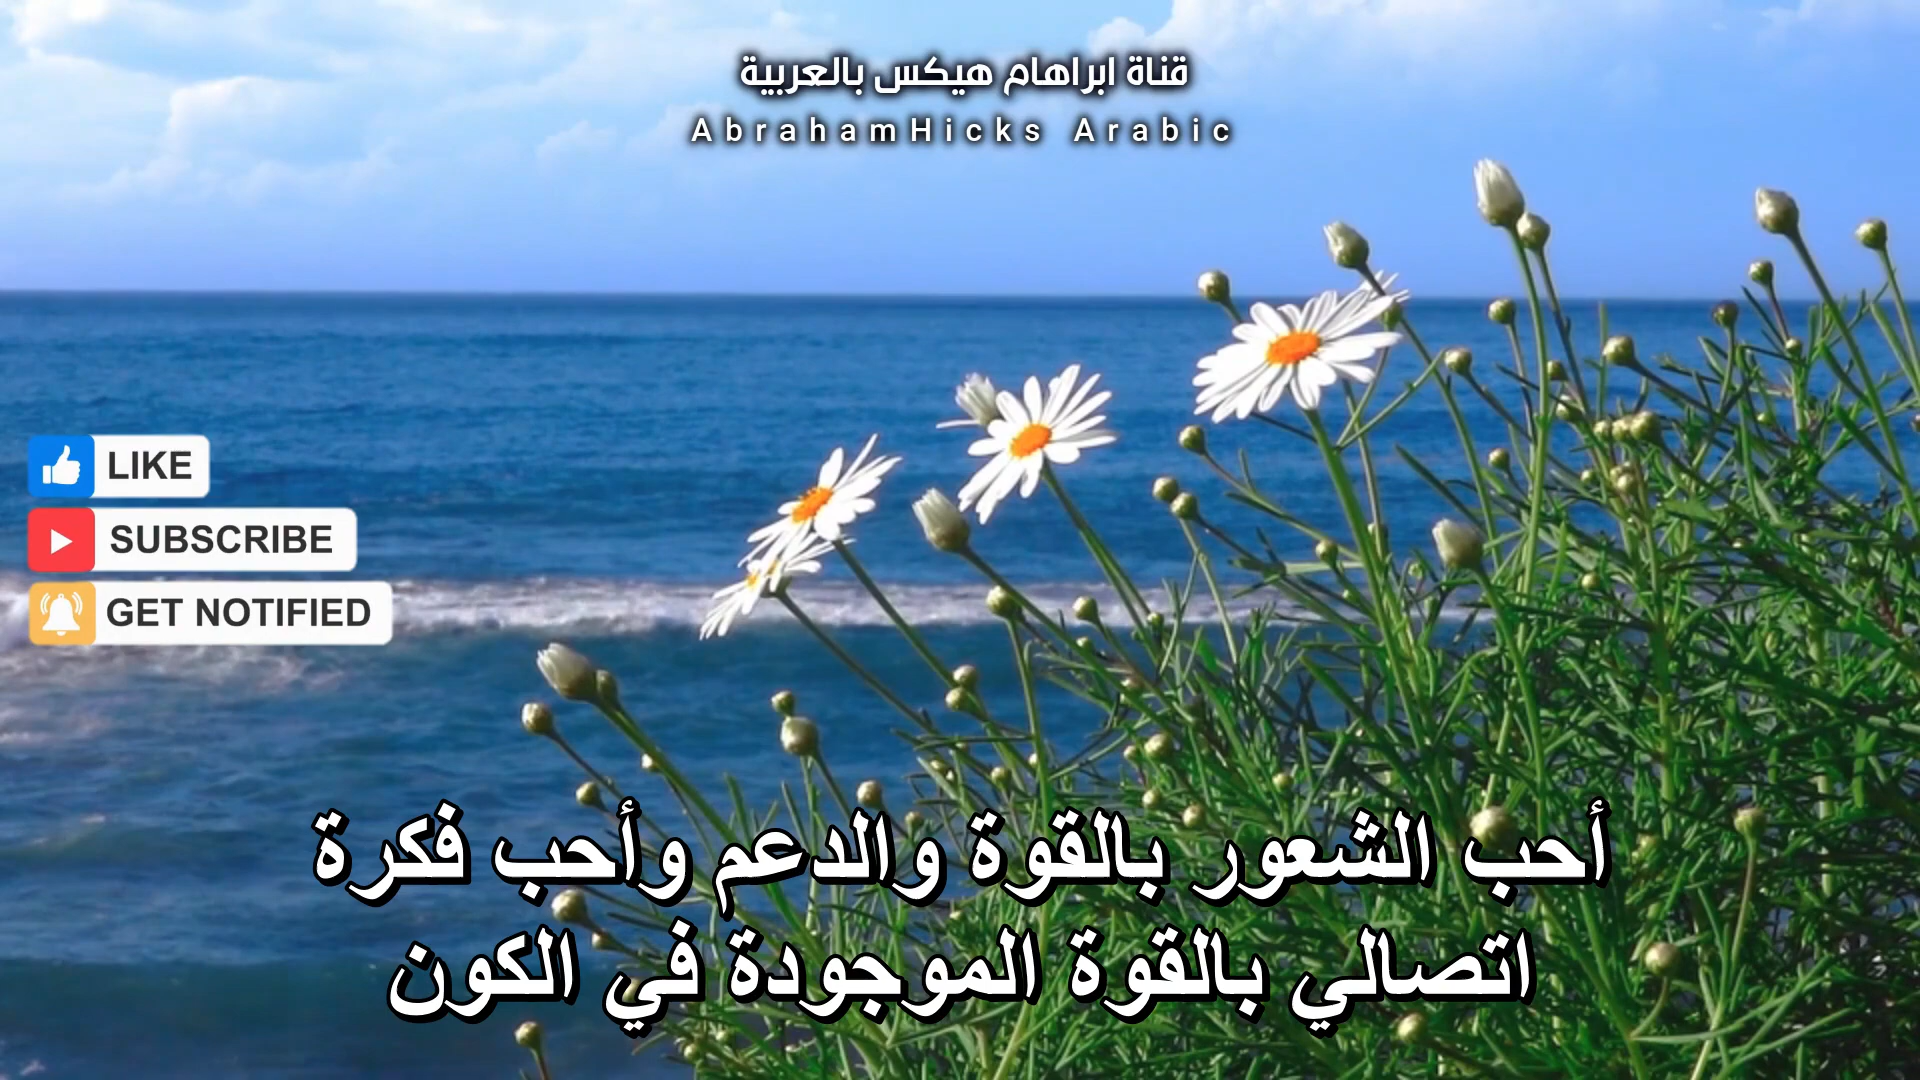 قناة ابراهام هيكس بالعربية
AbrahamHicks Arabic
LIKE
SUBSCRIBE
GET NOTIFIED
أحب الشعور بالقوة والدعم وأحب فكرة
اتصالي بالقوة الموجودة في الكون